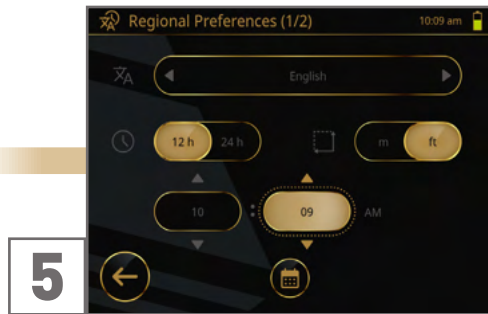 Regional Preferences (1/2) 10:09 am
English
12 h 24 h m ft
10 : 09 AM
5